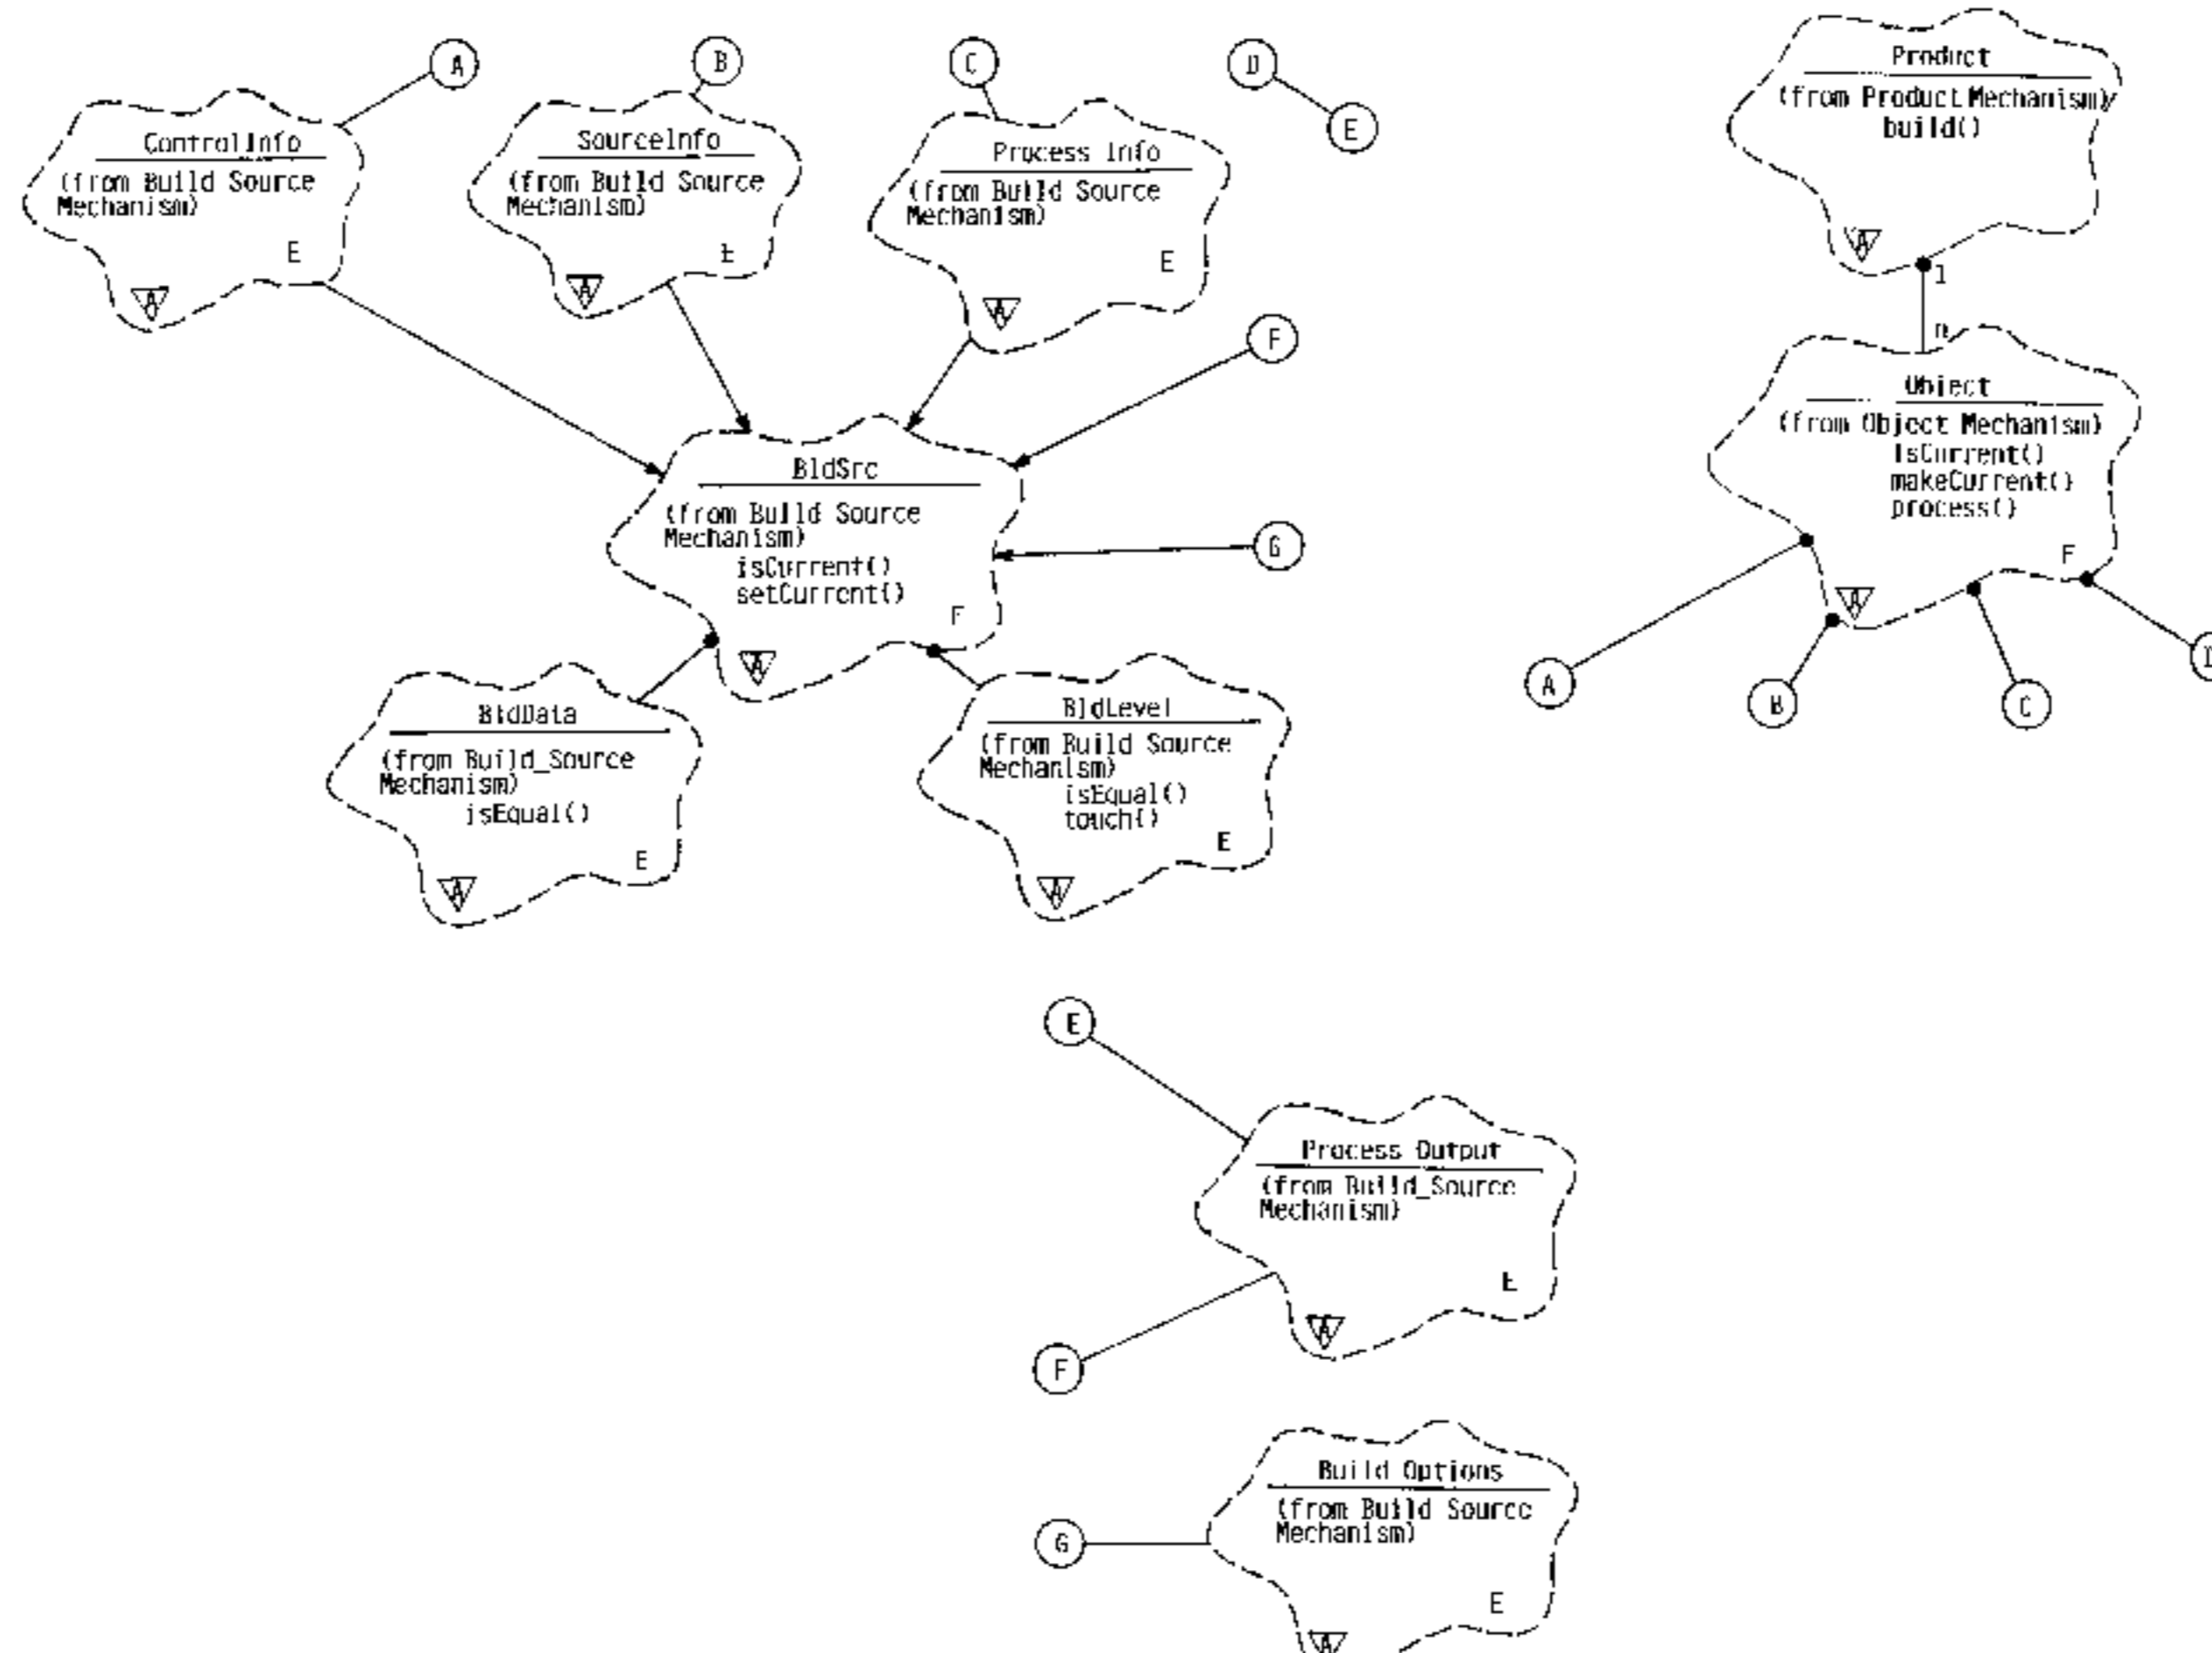 A
B
C
D
E
ControlInfo
(from Build Source
Mechanism)
E
A
SourceInfo
(from Build Source
Mechanism)
E
A
Process Info
(from Build Source
Mechanism)
E
A
Product
(from Product Mechanism)
build()
A
1
n
F
G
BldSrc
(from Build Source
Mechanism)
isCurrent()
setCurrent()
E
A
Object
(from Object Mechanism)
isCurrent()
makeCurrent()
process()
E
A
A
B
C
D
BldData
(from Build_Source
Mechanism)
isEqual()
E
A
BldLevel
(from Build Source
Mechanism)
isEqual()
touch()
E
A
E
Process Output
(from Build_Source
Mechanism)
E
A
F
Build Options
(from Build Source
Mechanism)
E
A
G